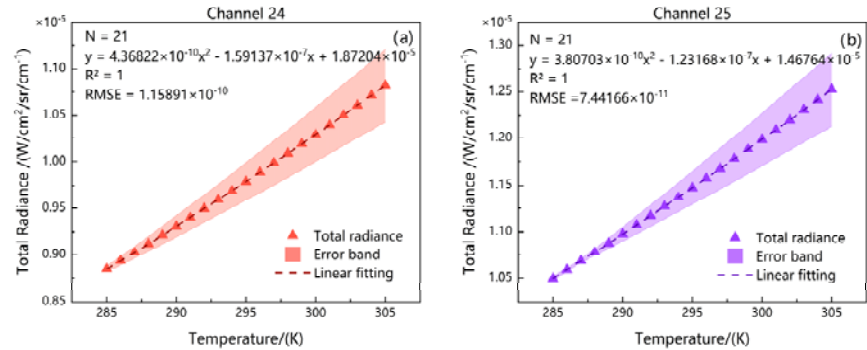 Channel 24
×10⁻⁵
(a)
N = 21
y = 4.36822×10⁻¹⁰x² - 1.59137×10⁻⁷x + 1.87204×10⁻⁵
R² = 1
RMSE = 1.15891×10⁻¹⁰
1.10
1.05
1.00
0.95
0.90
0.85
Total Radiance /(W/cm²/sr/cm⁻¹)
Total radiance
Error band
Linear fitting
285 290 295 300 305
Temperature/(K)
Channel 25
×10⁻⁵
(b)
N = 21
y = 3.80703×10⁻¹⁰x² - 1.23168×10⁻⁷x + 1.46764×10⁻⁵
R² = 1
RMSE =7.44166×10⁻¹¹
1.30
1.25
1.20
1.15
1.10
1.05
Total Radiance /(W/cm²/sr/cm⁻¹)
Total radiance
Error band
Linear fitting
285 290 295 300 305
Temperature/(K)